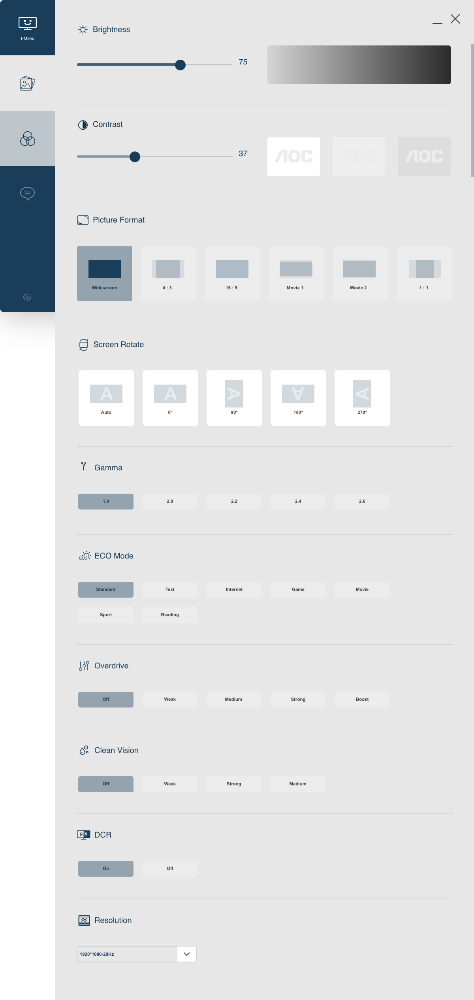 I-Menu
Brightness
75
Contrast
37
AOC AOC AOC
Picture Format
Widescreen 4 : 3 16 : 9 Movie 1 Movie 2 1 : 1
Screen Rotate
A A A A A
Auto 0° 90° 180° 270°
γ Gamma
1.8 2.0 2.2 2.4 2.6
ECO ECO Mode
Standard Text Internet Game Movie
Sport Reading
Overdrive
Off Weak Medium Strong Boost
Clean Vision
Off Weak Strong Medium
DCR DCR
On Off
Resolution
1920*1080-29Hz